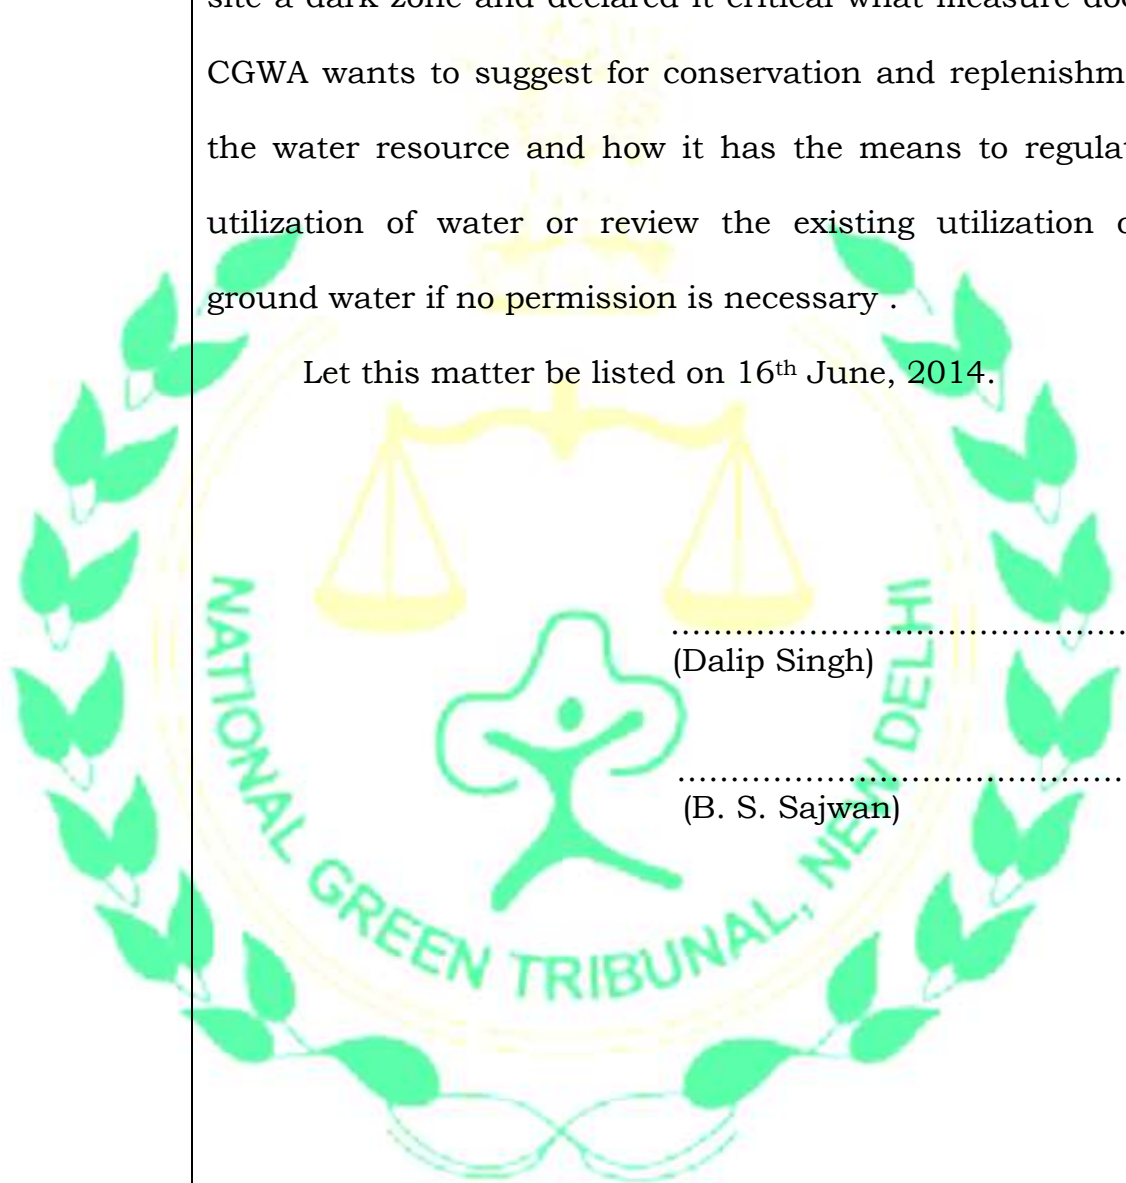 site a dark zone and declared it critical what measure
CGWA wants to suggest for conservation and
the water resource and how it has the means to
utilization of water or review the existing utilization
ground water if no permission is necessary .
Let this matter be listed on 16th June, 2014.
………………………………………
(Dalip Singh)
………………………………………
(B. S. Sajwan)
NATIONAL GREEN TRIBUNAL, NEW DELHI